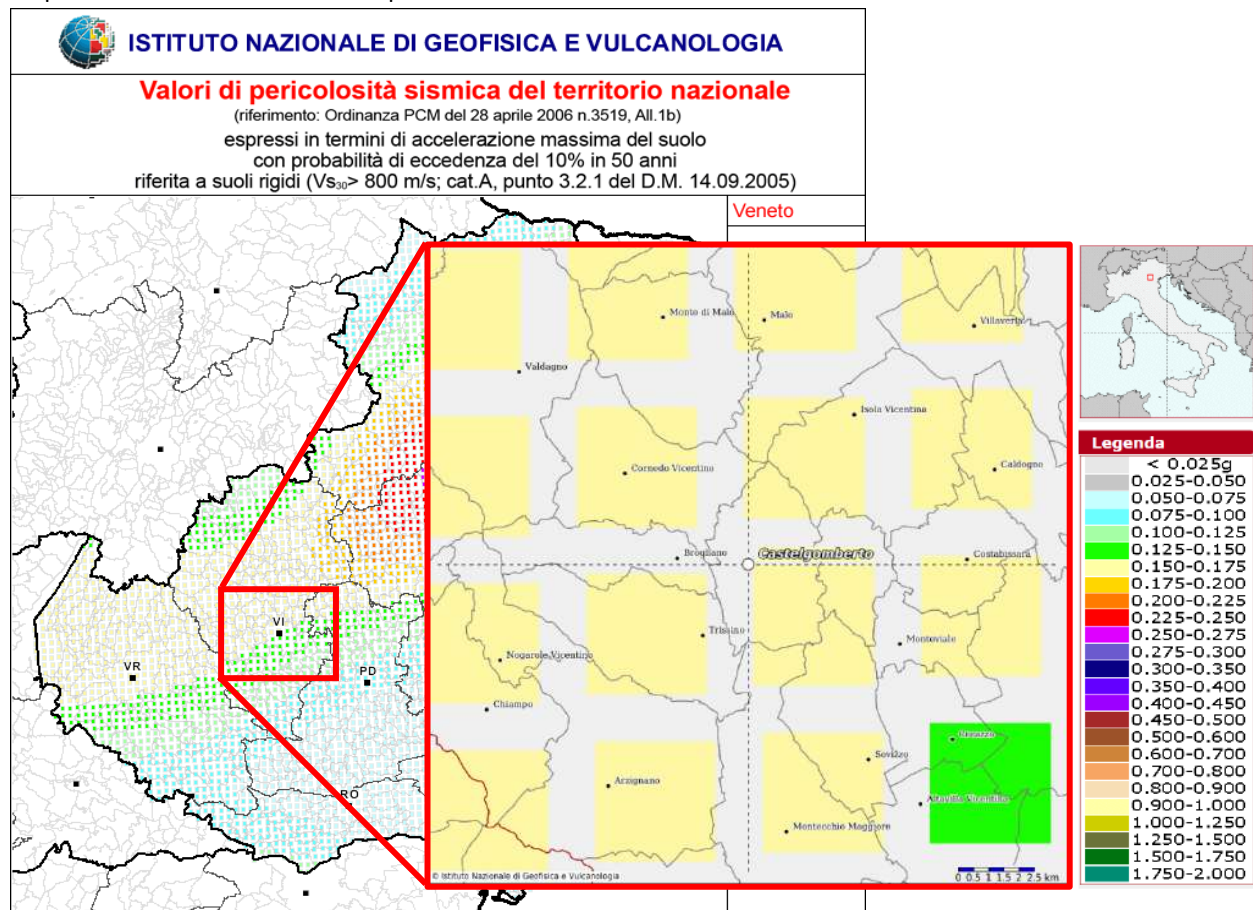 ISTITUTO NAZIONALE DI GEOFISICA E VULCANOLOGIA
Valori di pericolosità sismica del territorio nazionale
(riferimento: Ordinanza PCM del 28 aprile 2006 n.3519, All.1b)
espressi in termini di accelerazione massima del suolo
con probabilità di eccedenza del 10% in 50 anni
riferita a suoli rigidi (Vs₃₀> 800 m/s; cat.A, punto 3.2.1 del D.M. 14.09.2005)
Veneto
Monte di Malo
Malo
Villaverla
Valdagno
Isola Vicentina
Cornedo Vicentino
Caldogno
Brogliano
Castelgomberto
Costabissara
Trissino
Monteviale
Nogarole Vicentino
Chiampo
Creazzo
Sovizzo
Arzignano
Altavilla Vicentina
Montecchio Maggiore
© Istituto Nazionale di Geofisica e Vulcanologia
0 0.5 1 1.5 2 2.5 km
VI
VR
PD
RO
Legenda
< 0.025g
0.025-0.050
0.050-0.075
0.075-0.100
0.100-0.125
0.125-0.150
0.150-0.175
0.175-0.200
0.200-0.225
0.225-0.250
0.250-0.275
0.275-0.300
0.300-0.350
0.350-0.400
0.400-0.450
0.450-0.500
0.500-0.600
0.600-0.700
0.700-0.800
0.800-0.900
0.900-1.000
1.000-1.250
1.250-1.500
1.500-1.750
1.750-2.000